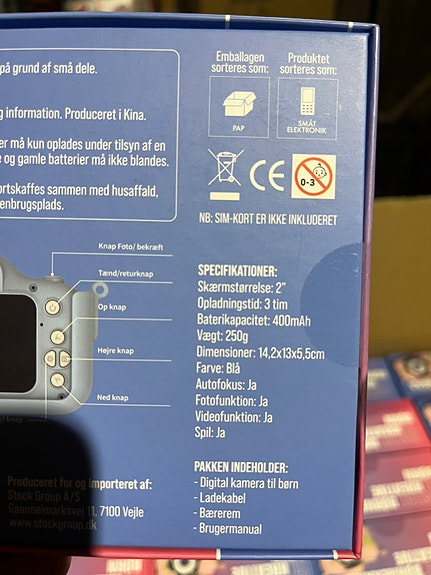 på grund af små dele.
g information. Produceret i Kina.
er må kun oplades under tilsyn af en
e og gamle batterier må ikke blandes.
ortskaffes sammen med husaffald,
enbrugsplads.
Emballagen
sorteres som:
PAP
Produktet
sorteres som:
SMÅT
ELEKTRONIK
CE
0-3
NB: SIM-KORT ER IKKE INKLUDERET
Knap Foto/ bekræft
Tænd/returknap
Op knap
Højre knap
Ned knap
knap
SPECIFIKATIONER:
Skærmstørrelse: 2"
Opladningstid: 3 tim
Baterikapacitet: 400mAh
Vægt: 250g
Dimensioner: 14,2x13x5,5cm
Farve: Blå
Autofokus: Ja
Fotofunktion: Ja
Videofunktion: Ja
Spil: Ja
PAKKEN INDEHOLDER:
- Digital kamera til børn
- Ladekabel
- Bærerem
- Brugermanual
Produceret for og importeret af:
Stock Group A/S
Gammelmarksvej 11, 7100 Vejle
www.stockgroup.dk